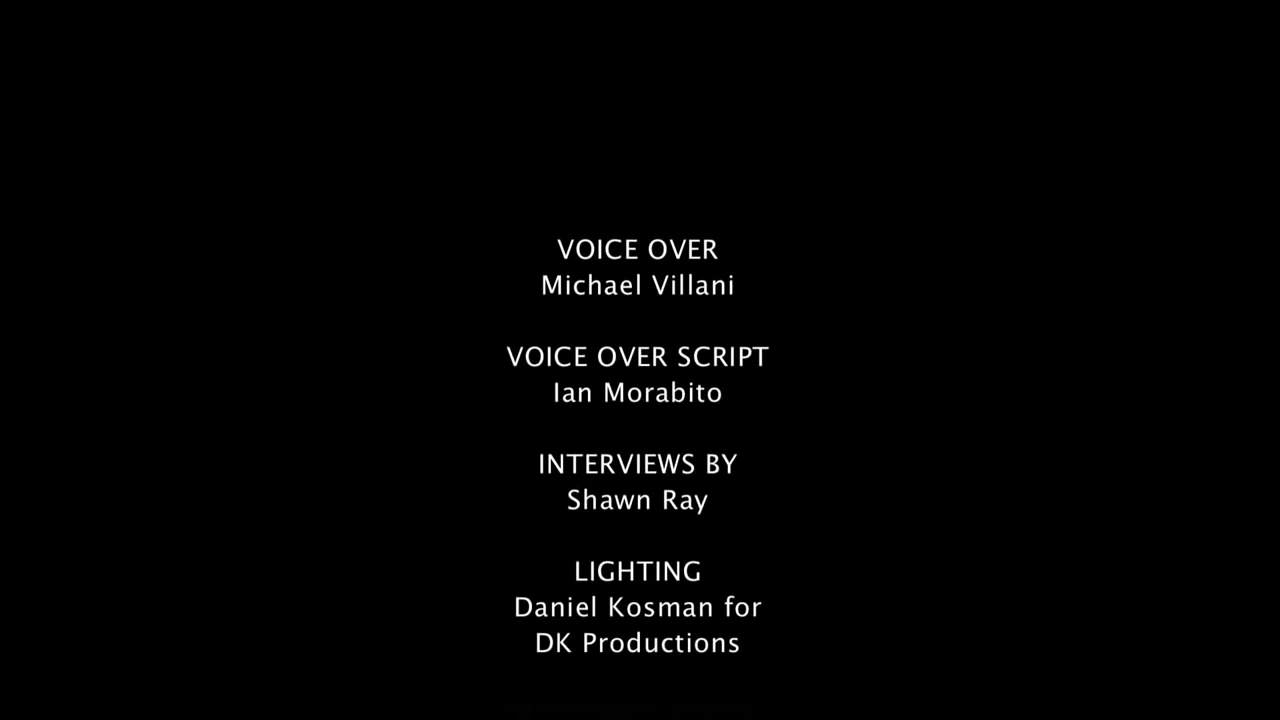 VOICE OVER
Michael Villani
VOICE OVER SCRIPT
Ian Morabito
INTERVIEWS BY
Shawn Ray
LIGHTING
Daniel Kosman for
DK Productions